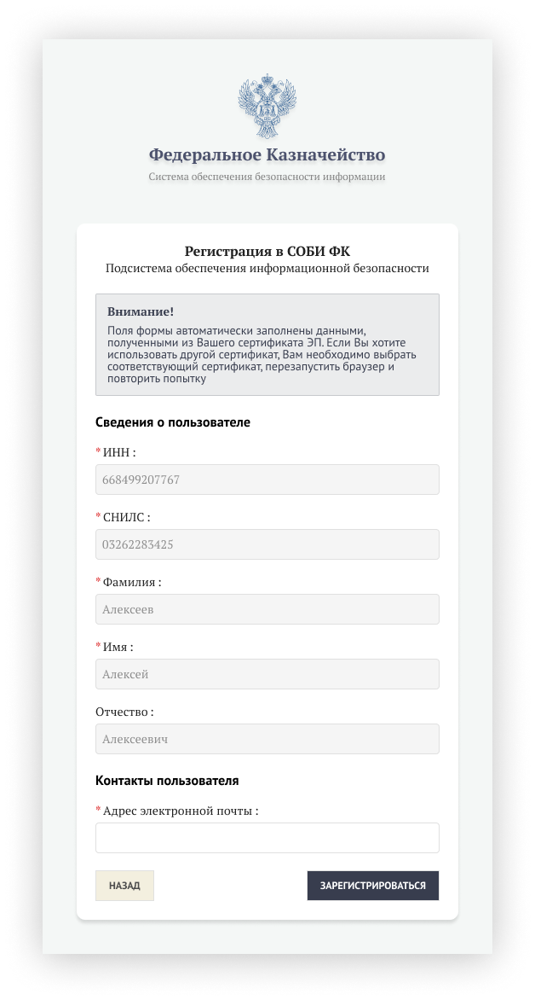 Федеральное Казначейство
Система обеспечения безопасности информации
Регистрация в СОБИ ФК
Подсистема обеспечения информационной безопасности
Внимание!
Поля формы автоматически заполнены данными,
полученными из Вашего сертификата ЭП. Если Вы хотите
использовать другой сертификат, Вам необходимо выбрать
соответствующий сертификат, перезапустить браузер и
повторить попытку
Сведения о пользователе
* ИНН :
668499207767
* СНИЛС :
03262283425
* Фамилия :
Алексеев
* Имя :
Алексей
Отчество :
Алексеевич
Контакты пользователя
* Адрес электронной почты :
НАЗАД
ЗАРЕГИСТРИРОВАТЬСЯ